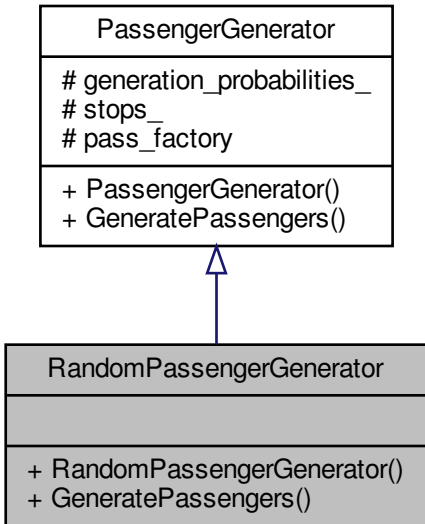 PassengerGenerator
# generation_probabilities_
# stops_
# pass_factory
+ PassengerGenerator()
+ GeneratePassengers()
RandomPassengerGenerator
+ RandomPassengerGenerator()
+ GeneratePassengers()